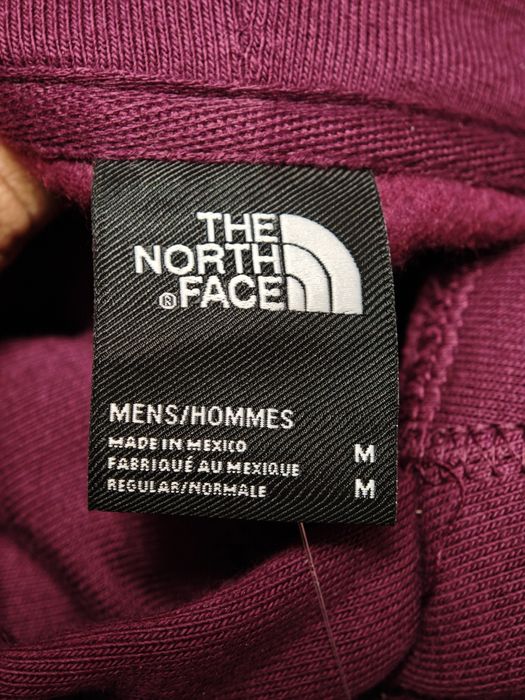 THE
NORTH
®FACE
MENS/HOMMES
MADE IN MEXICO M
FABRIQUÉ AU MEXIQUE
REGULAR/NORMALE M